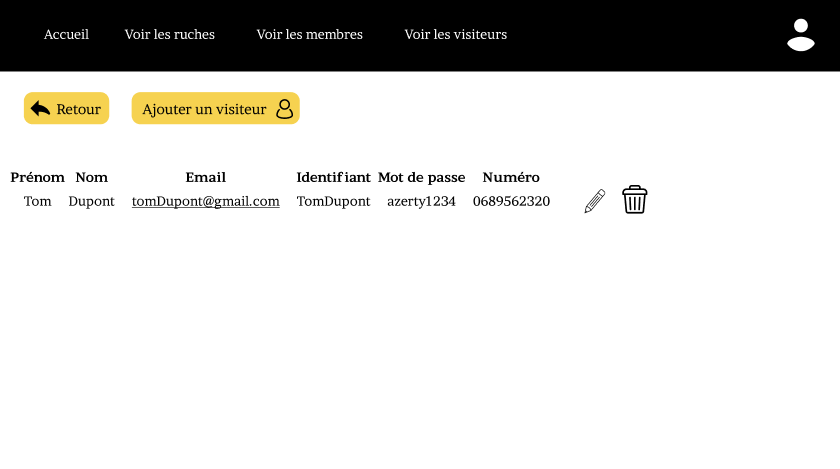 Accueil Voir les ruches Voir les membres Voir les visiteurs
Retour Ajouter un visiteur
Prénom Nom Email Identifiant Mot de passe Numéro
Tom Dupont tomDupont@gmail.com TomDupont azerty1234 0689562320